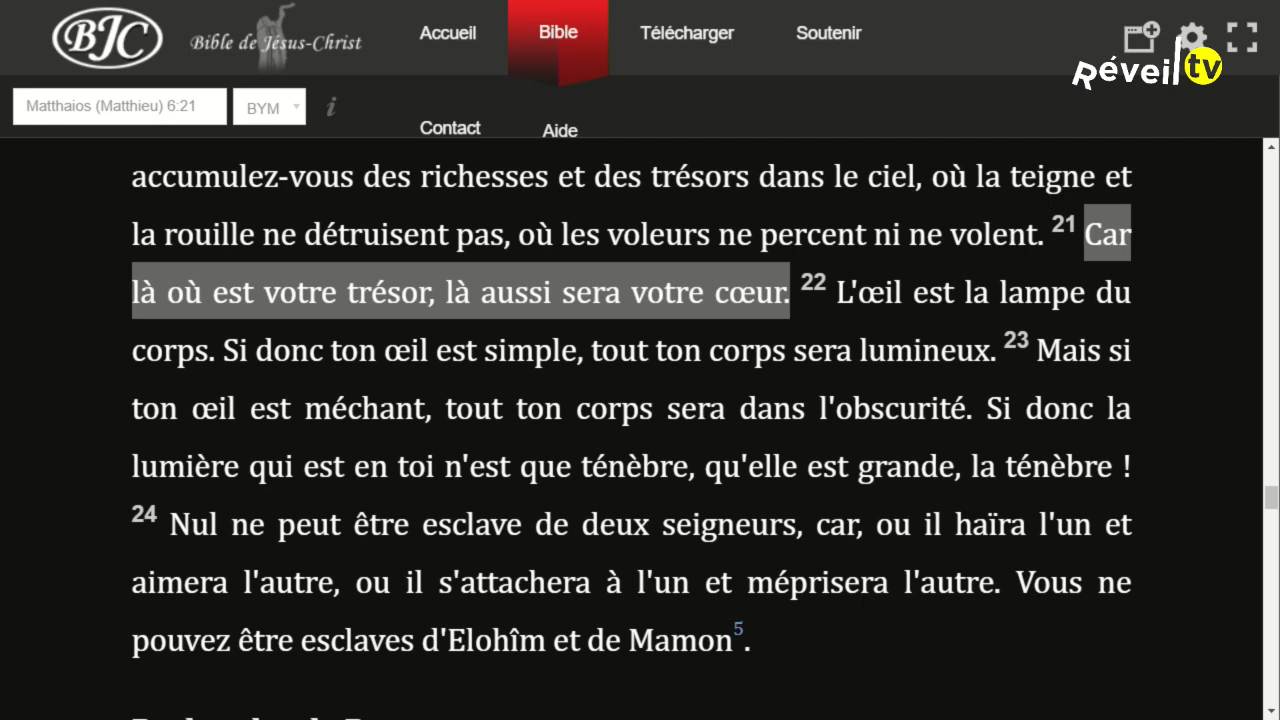 BJC Bible de Jésus-Christ Accueil Bible Télécharger Soutenir
Réveil tv
Matthaios (Matthieu) 6:21 BYM i
Contact Aide
accumulez-vous des richesses et des trésors dans le ciel, où la teigne et
la rouille ne détruisent pas, où les voleurs ne percent ni ne volent. 21 Car
là où est votre trésor, là aussi sera votre cœur. 22 L'œil est la lampe du
corps. Si donc ton œil est simple, tout ton corps sera lumineux. 23 Mais si
ton œil est méchant, tout ton corps sera dans l'obscurité. Si donc la
lumière qui est en toi n'est que ténèbre, qu'elle est grande, la ténèbre !
24 Nul ne peut être esclave de deux seigneurs, car, ou il haïra l'un et
aimera l'autre, ou il s'attachera à l'un et méprisera l'autre. Vous ne
pouvez être esclaves d'Elohîm et de Mamon5.